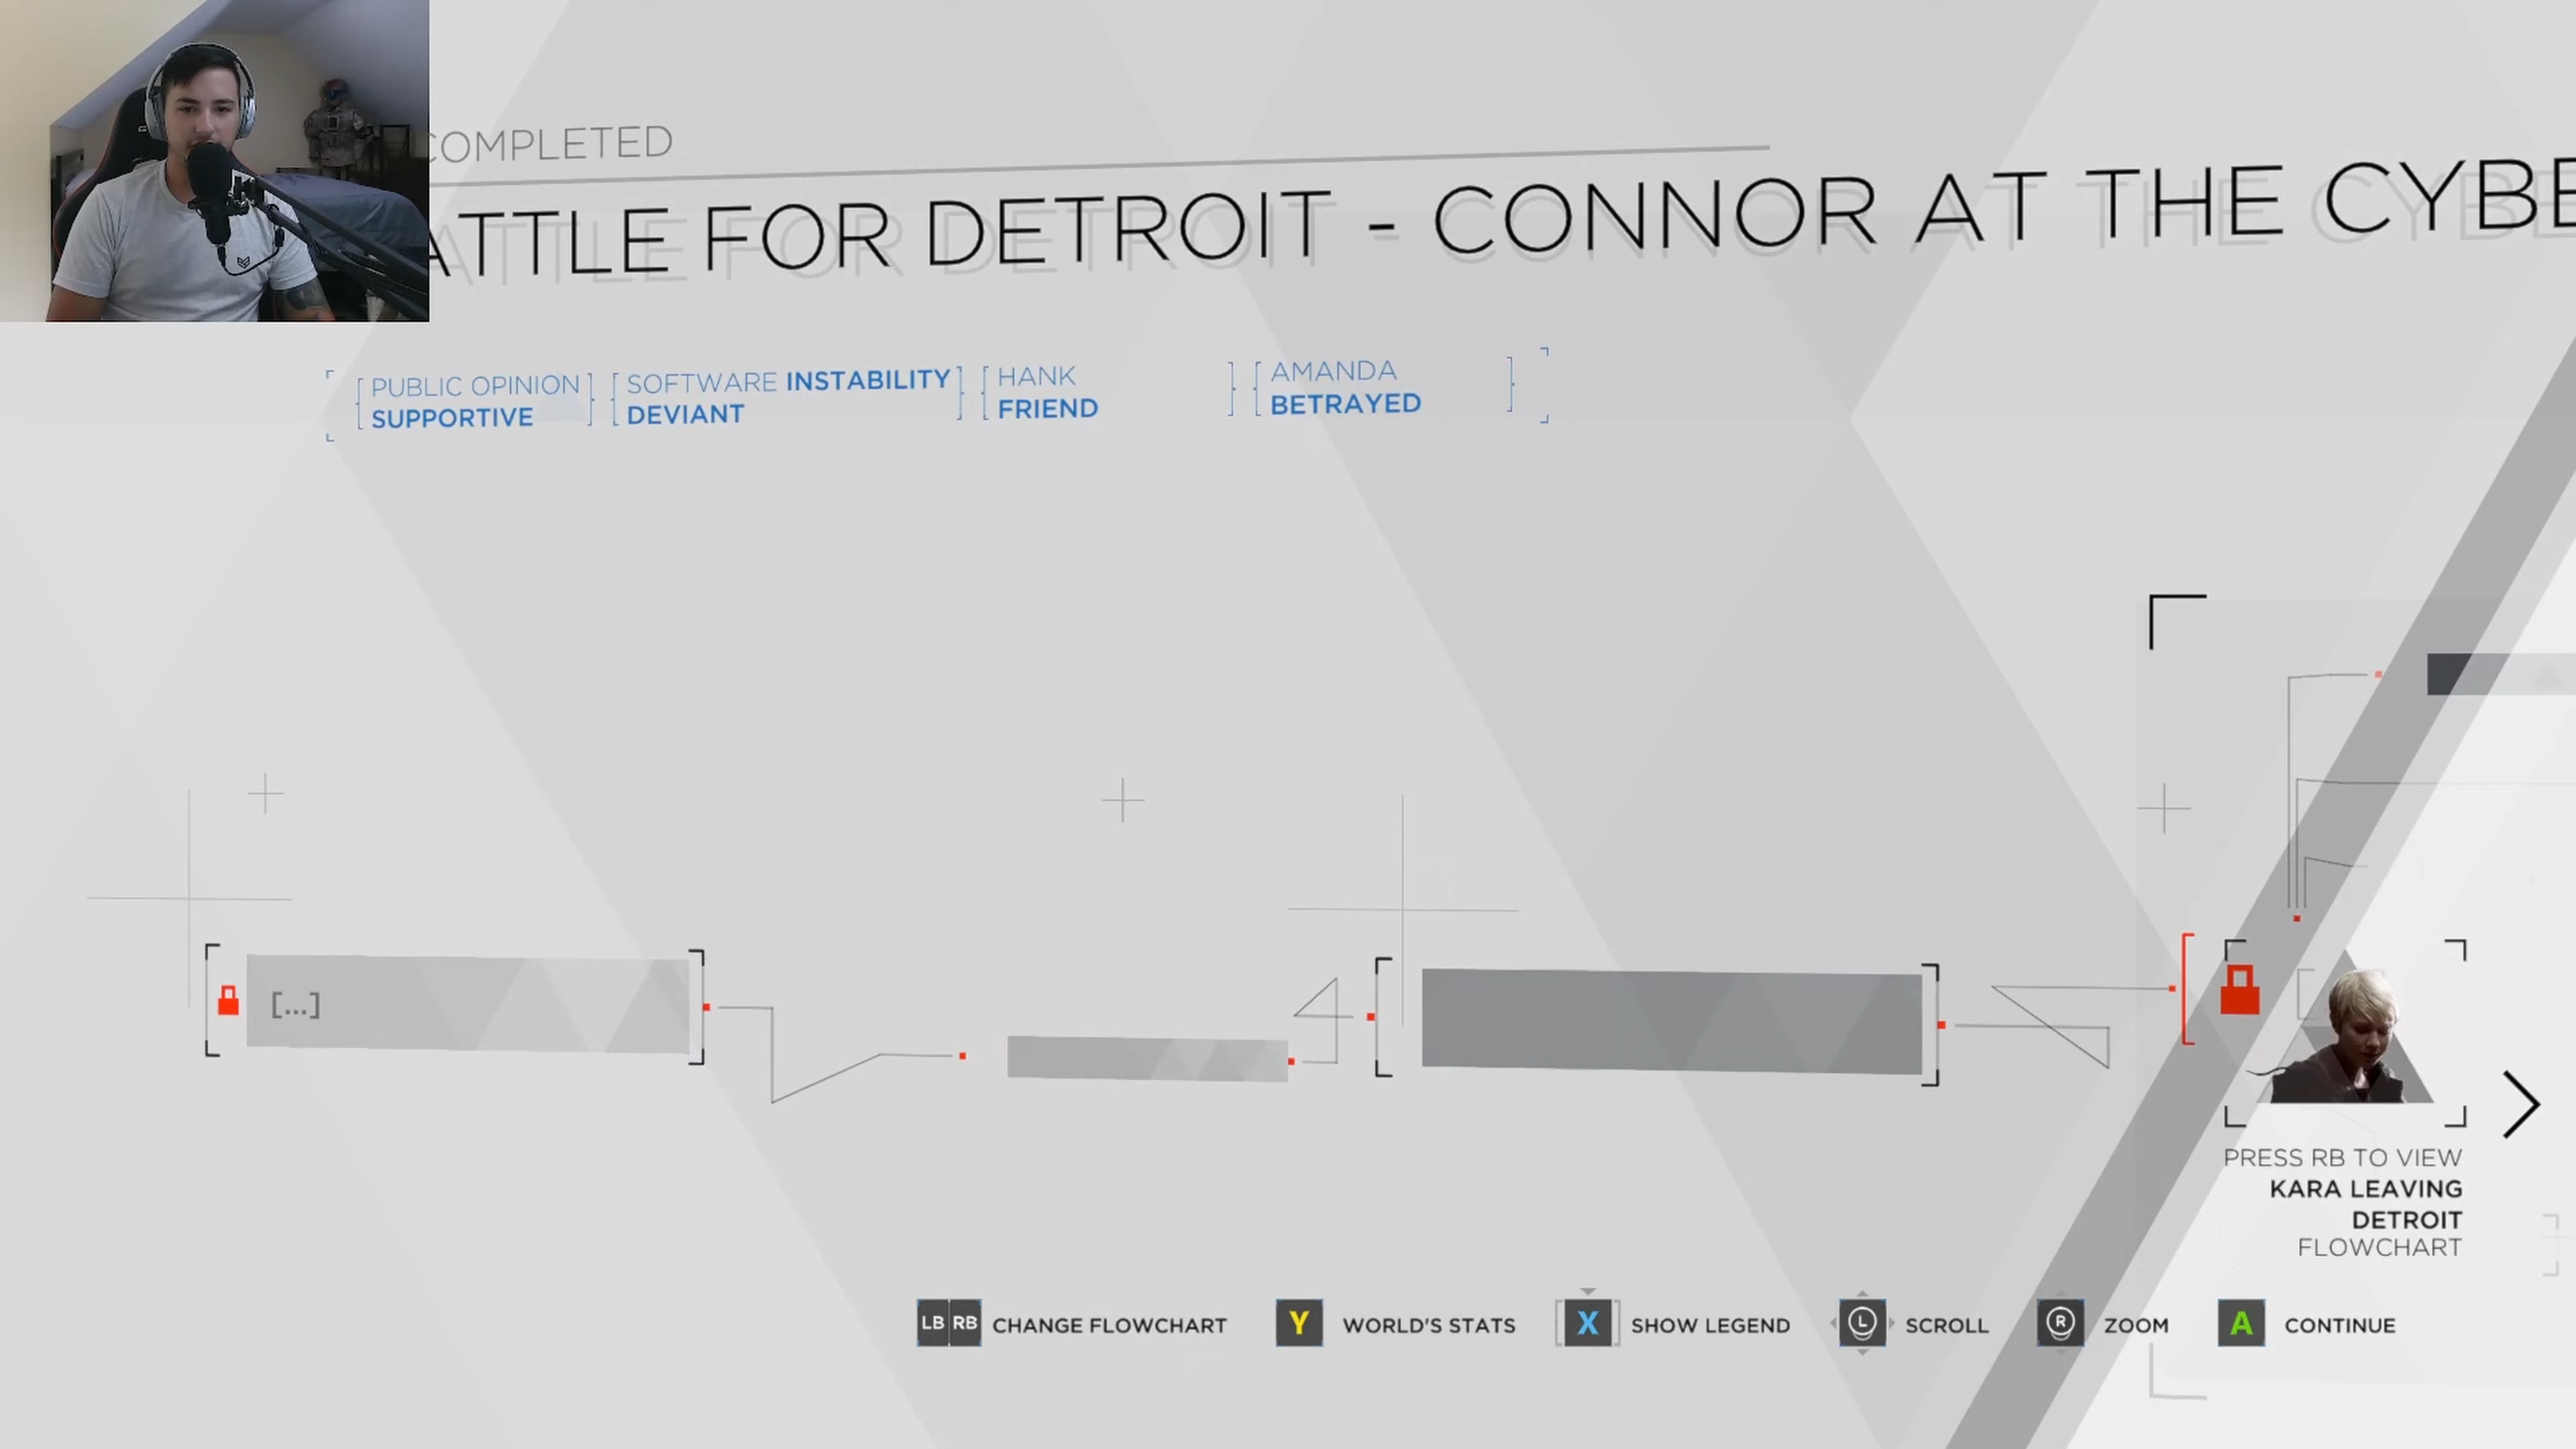 COMPLETED
ATTLE FOR DETROIT - CONNOR AT THE CYBE
PUBLIC OPINION
SUPPORTIVE
SOFTWARE INSTABILITY
DEVIANT
HANK
FRIEND
AMANDA
BETRAYED
[...]
PRESS RB TO VIEW
KARA LEAVING
DETROIT
FLOWCHART
LB RB CHANGE FLOWCHART
Y WORLD'S STATS
X SHOW LEGEND
L SCROLL
R ZOOM
A CONTINUE